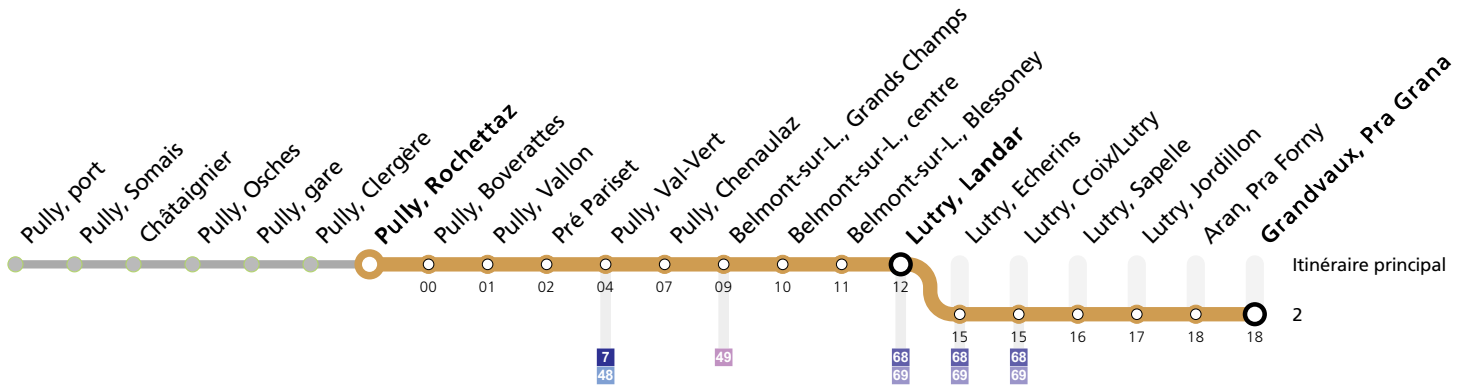 Pully, port
Pully, Somais
Châtaignier
Pully, Osches
Pully, gare
Pully, Clergère
Pully, Rochettaz
Pully, Boverattes
Pully, Vallon
Pré Pariset
Pully, Val-Vert
Pully, Chenaulaz
Belmont-sur-L., Grands Champs
Belmont-sur-L., centre
Belmont-sur-L., Blessoney
Lutry, Landar
Lutry, Echerins
Lutry, Croix/Lutry
Lutry, Sapelle
Lutry, Jordillon
Aran, Pra Forny
Grandvaux, Pra Grana
Itinéraire principal
00 01 02 04 07 09 10 11 12
2
15 15 16 17 18 18
7 49 68 68 68
48 69 69 69